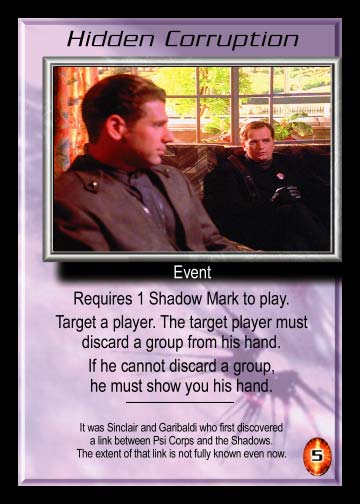 Hidden Corruption
Event
Requires 1 Shadow Mark to play.
Target a player. The target player must
discard a group from his hand.
If he cannot discard a group,
he must show you his hand.
It was Sinclair and Garibaldi who first discovered
a link between Psi Corps and the Shadows.
The extent of that link is not fully known even now.
5